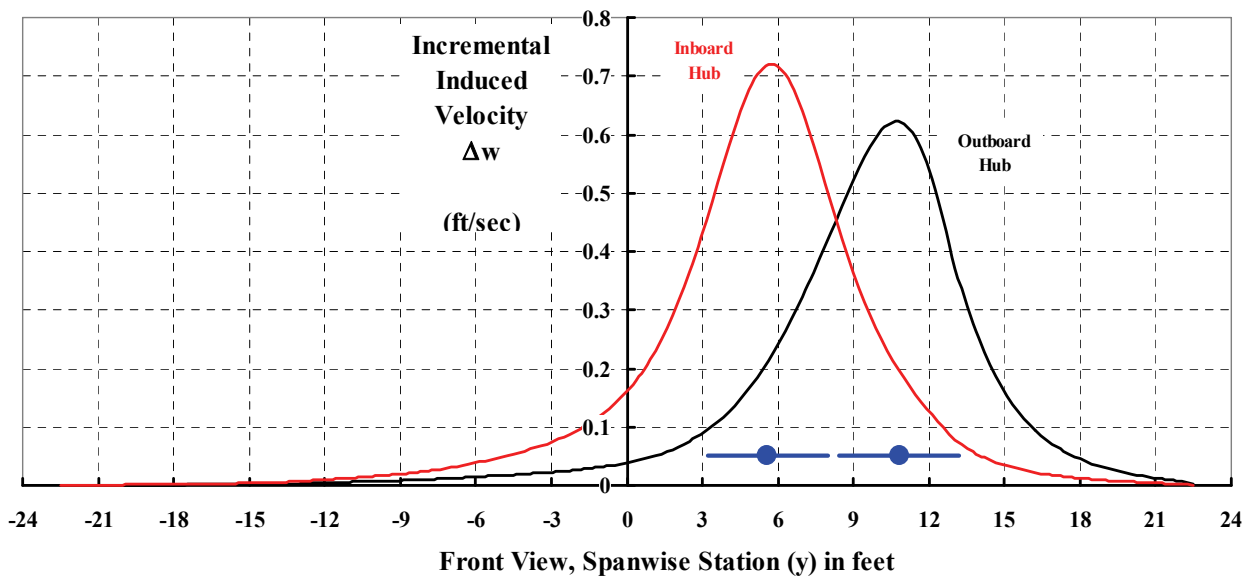 0.8
Incremental
Induced
Velocity
Δw
(ft/sec)
Inboard
Hub
Outboard
Hub
0.7
0.6
0.5
0.4
0.3
0.2
0.1
0
-24 -21 -18 -15 -12 -9 -6 -3 0 3 6 9 12 15 18 21 24
Front View, Spanwise Station (y) in feet